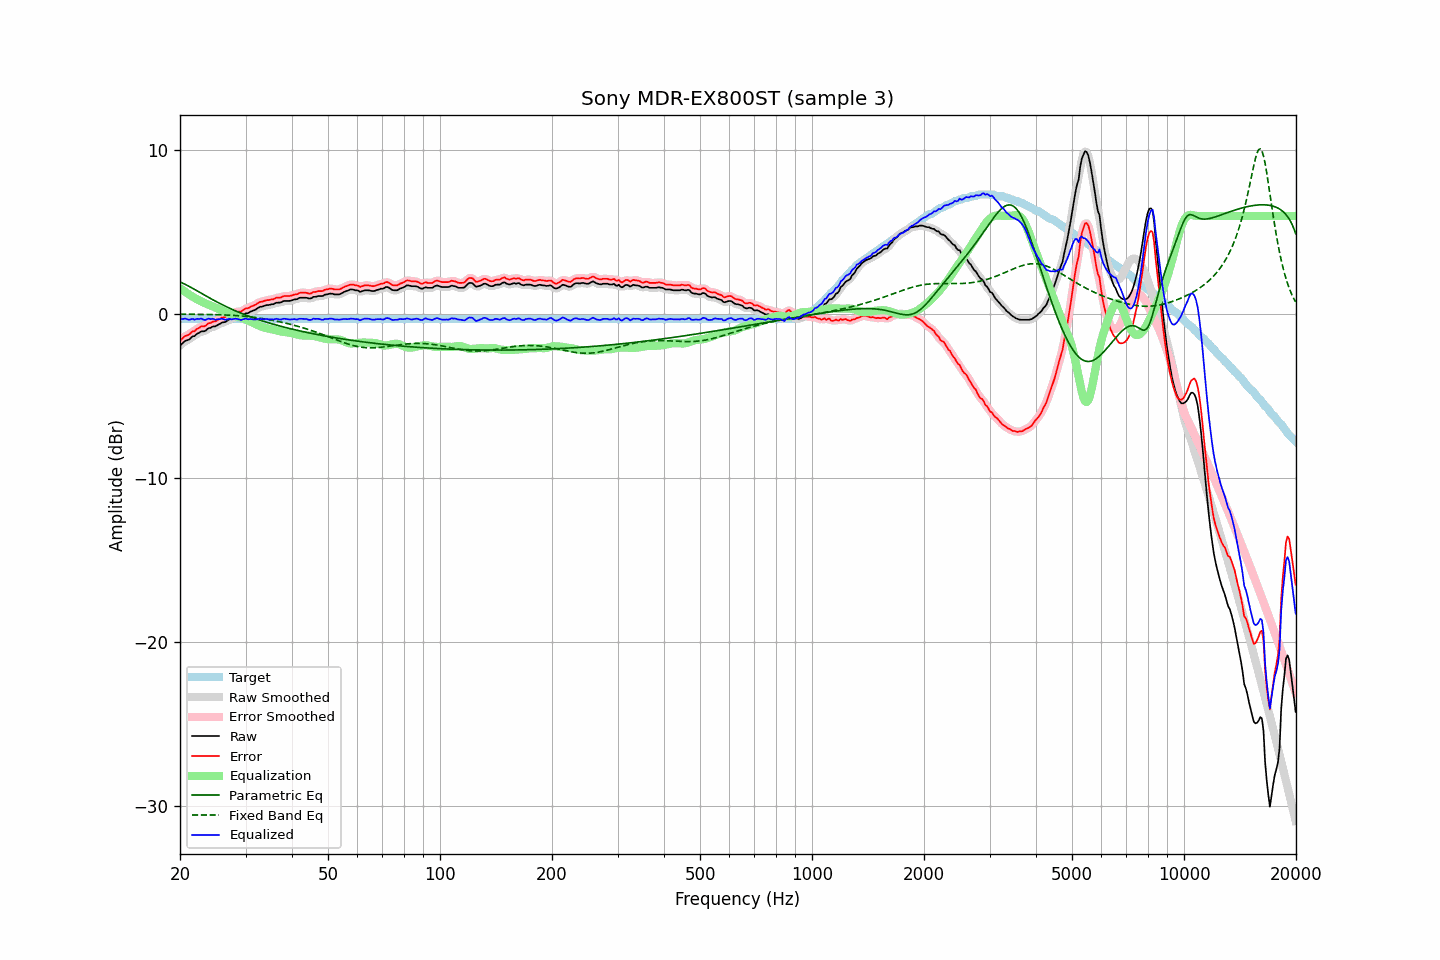 Sony MDR-EX800ST (sample 3)
10
0
−10
−20
−30
Amplitude (dBr)
Target
Raw Smoothed
Error Smoothed
Raw
Error
Equalization
Parametric Eq
Fixed Band Eq
Equalized
20 50 100 200 500 1000 2000 5000 10000 20000
Frequency (Hz)